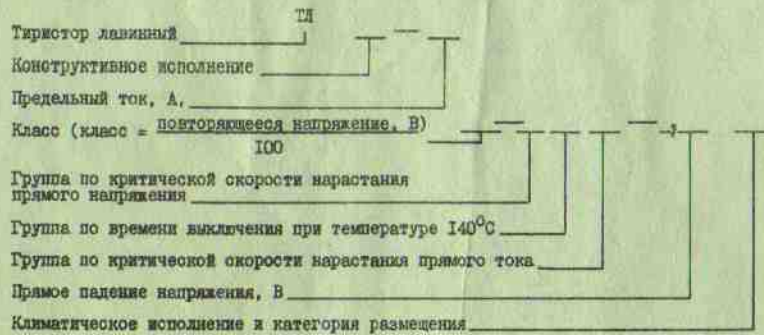 ТЛ
Тиристор лавинный
Конструктивное исполнение
Предельный ток, А,
Класс (класс = повторяющееся напряжение, В)
I00
Группа по критической скорости нарастания
прямого напряжения
Группа по времени выключения при температуре I40°С
Группа по критической скорости нарастания прямого тока
Прямое падение напряжения, В
Климатическое исполнение и категория размещения